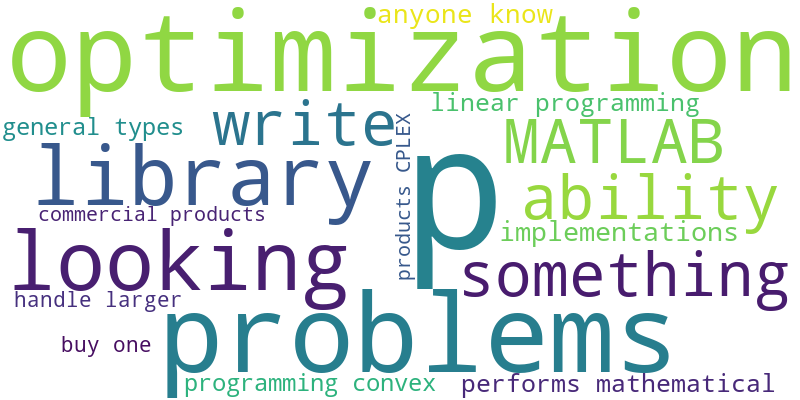 anyone know
optimization
linear programming
general types
write
MATLAB
products CPLEX
library
p
ability
commercial products
implementations
looking
something
handle larger
problems
buy one
programming convex
performs mathematical